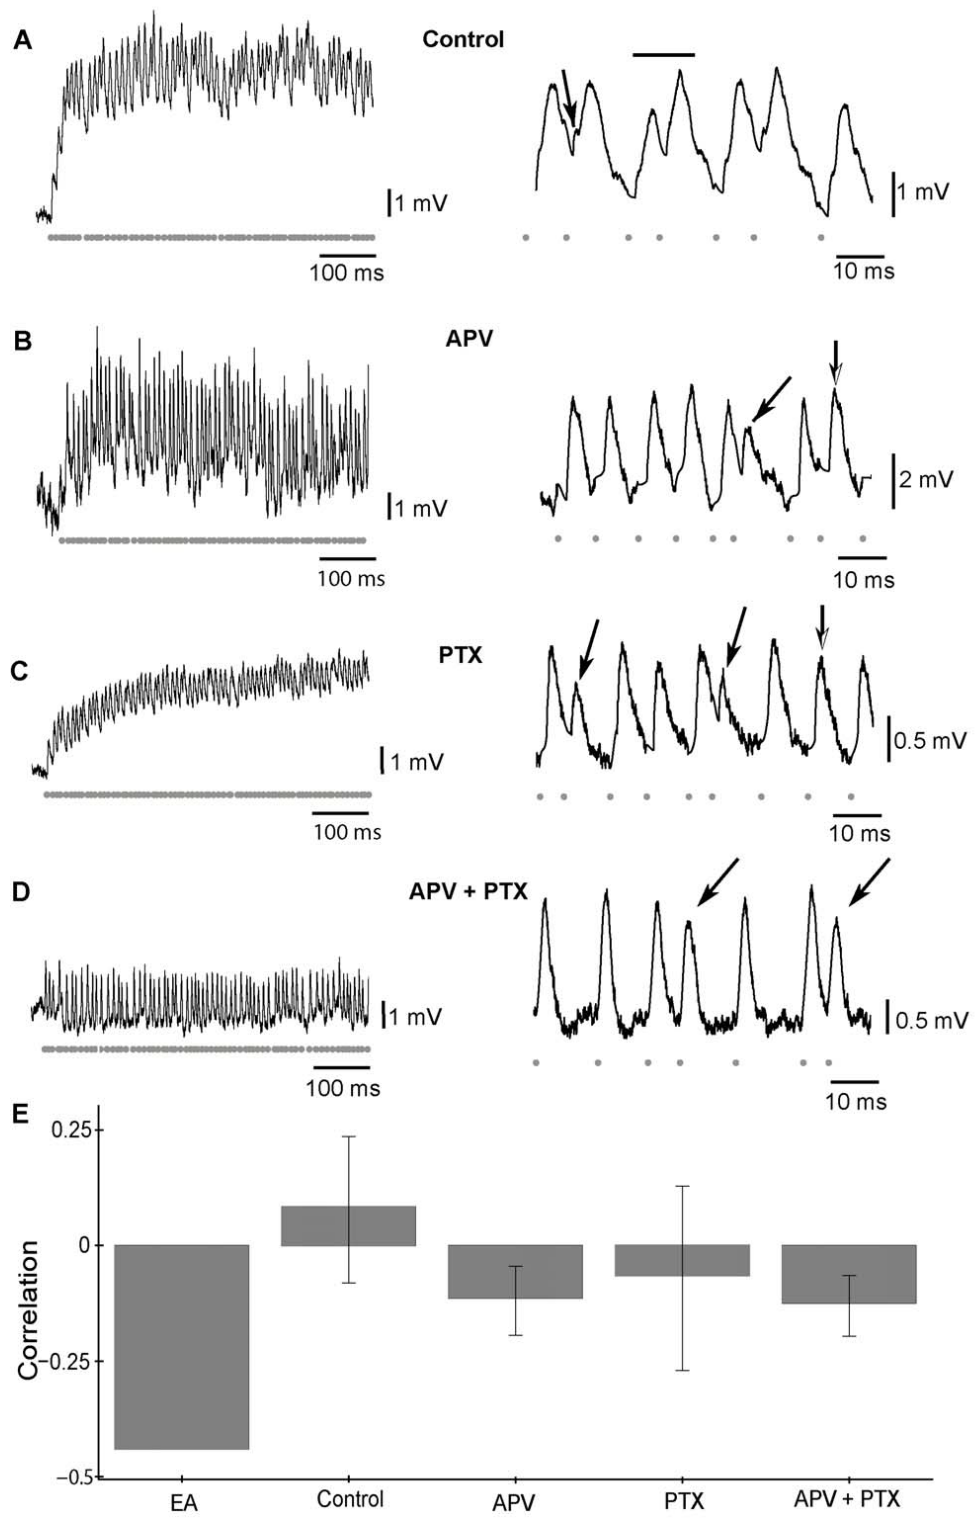 A
Control
1 mV
100 ms
1 mV
10 ms
B
APV
1 mV
100 ms
2 mV
10 ms
C
PTX
1 mV
100 ms
0.5 mV
10 ms
D
APV + PTX
1 mV
100 ms
0.5 mV
10 ms
E
0.25
0
−0.25
−0.5
Correlation
EA
Control
APV
PTX
APV + PTX